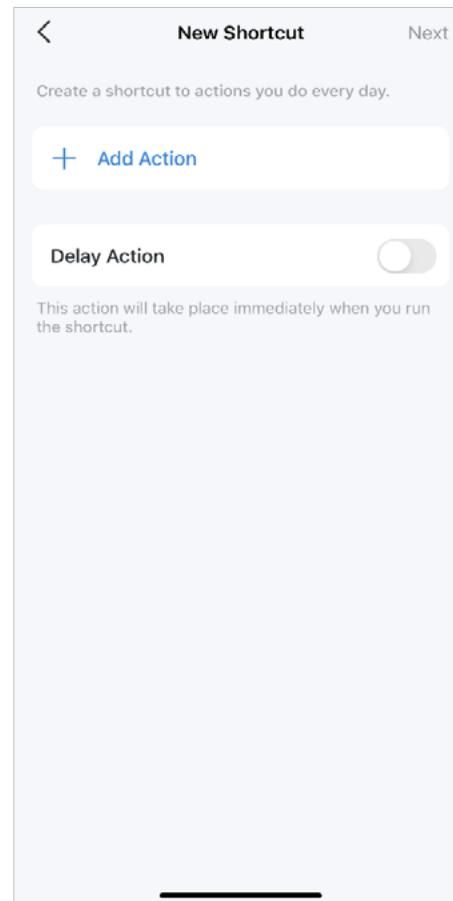 New Shortcut Next
Create a shortcut to actions you do every day.
Add Action
Delay Action
This action will take place immediately when you run
the shortcut.